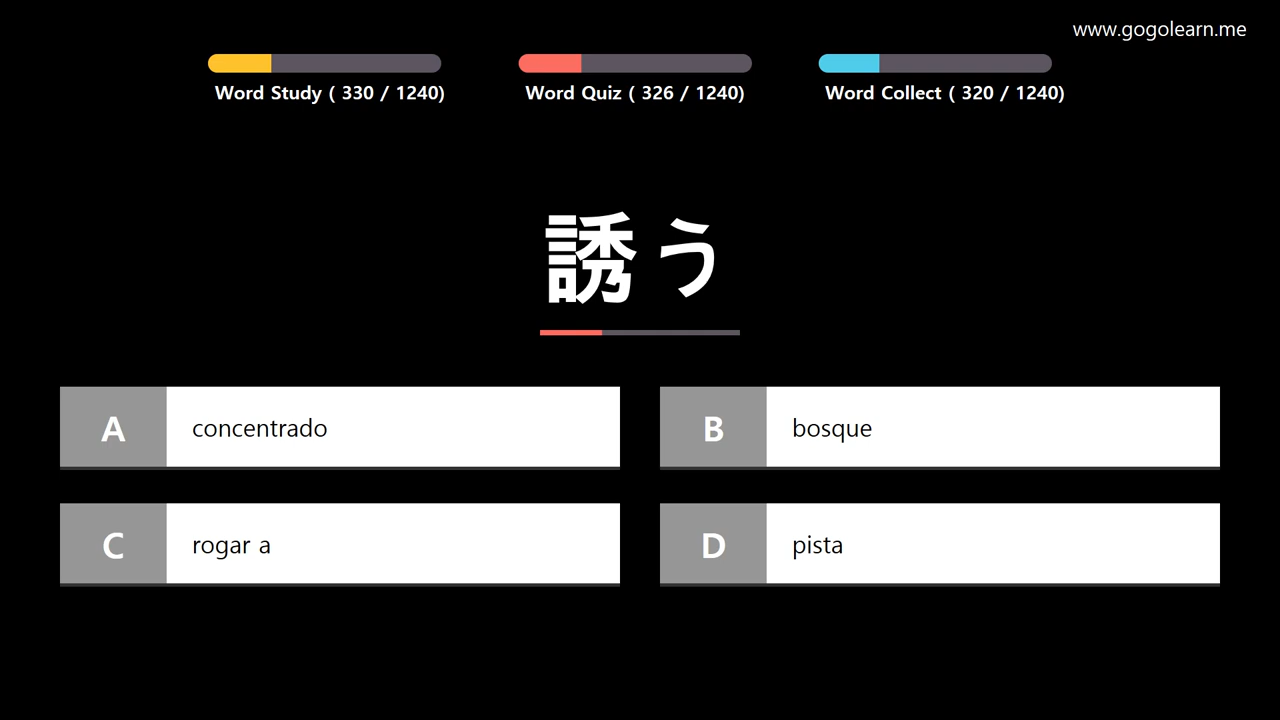 www.gogolearn.me
Word Study ( 330 / 1240)
Word Quiz ( 326 / 1240)
Word Collect ( 320 / 1240)
誘う
A
concentrado
B
bosque
C
rogar a
D
pista